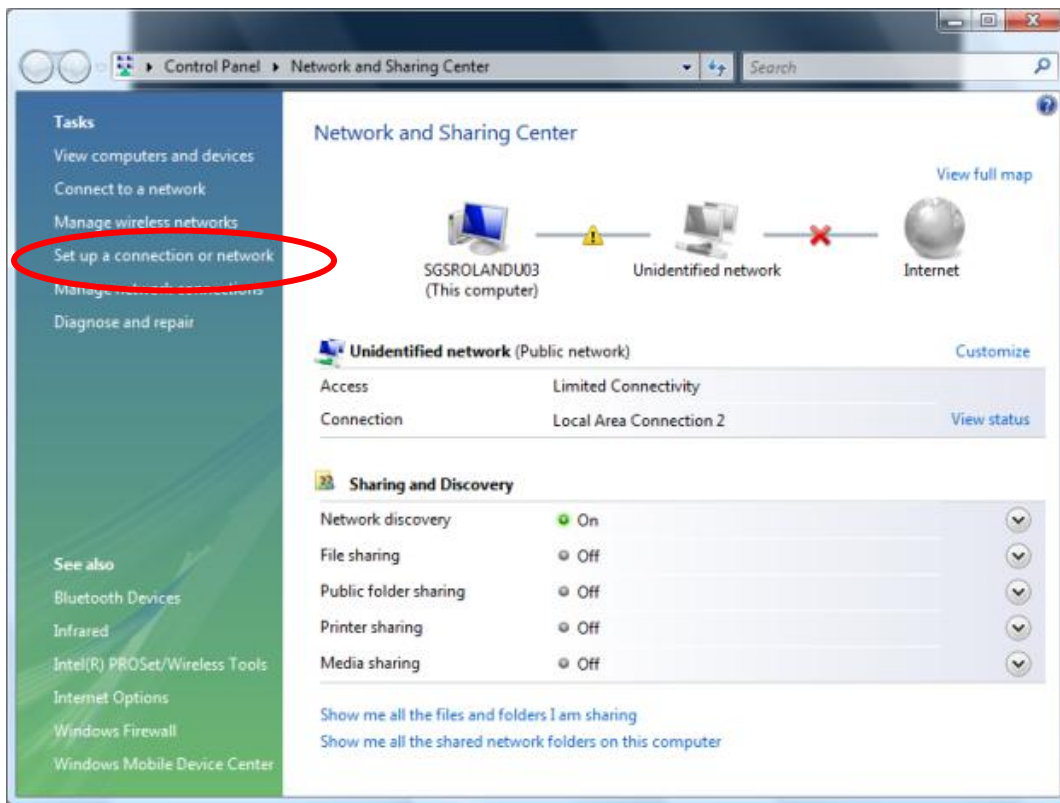 Control Panel Network and Sharing Center Search
Tasks
View computers and devices
Connect to a network
Manage wireless networks
Set up a connection or network
Manage network connections
Diagnose and repair
See also
Bluetooth Devices
Infrared
Intel(R) PROSet/Wireless Tools
Internet Options
Windows Firewall
Windows Mobile Device Center
Network and Sharing Center
View full map
SGSROLANDU03 Unidentified network Internet
(This computer)
Unidentified network (Public network) Customize
Access Limited Connectivity
Connection Local Area Connection 2 View status
Sharing and Discovery
Network discovery On
File sharing Off
Public folder sharing Off
Printer sharing Off
Media sharing Off
Show me all the files and folders I am sharing
Show me all the shared network folders on this computer